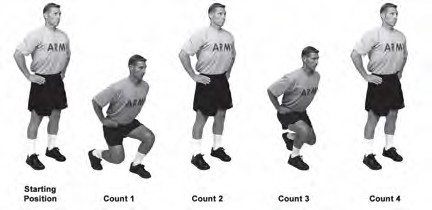 ARMY
ARMY
ARMY
ARMY
ARMY
Starting
Position
Count 1
Count 2
Count 3
Count 4